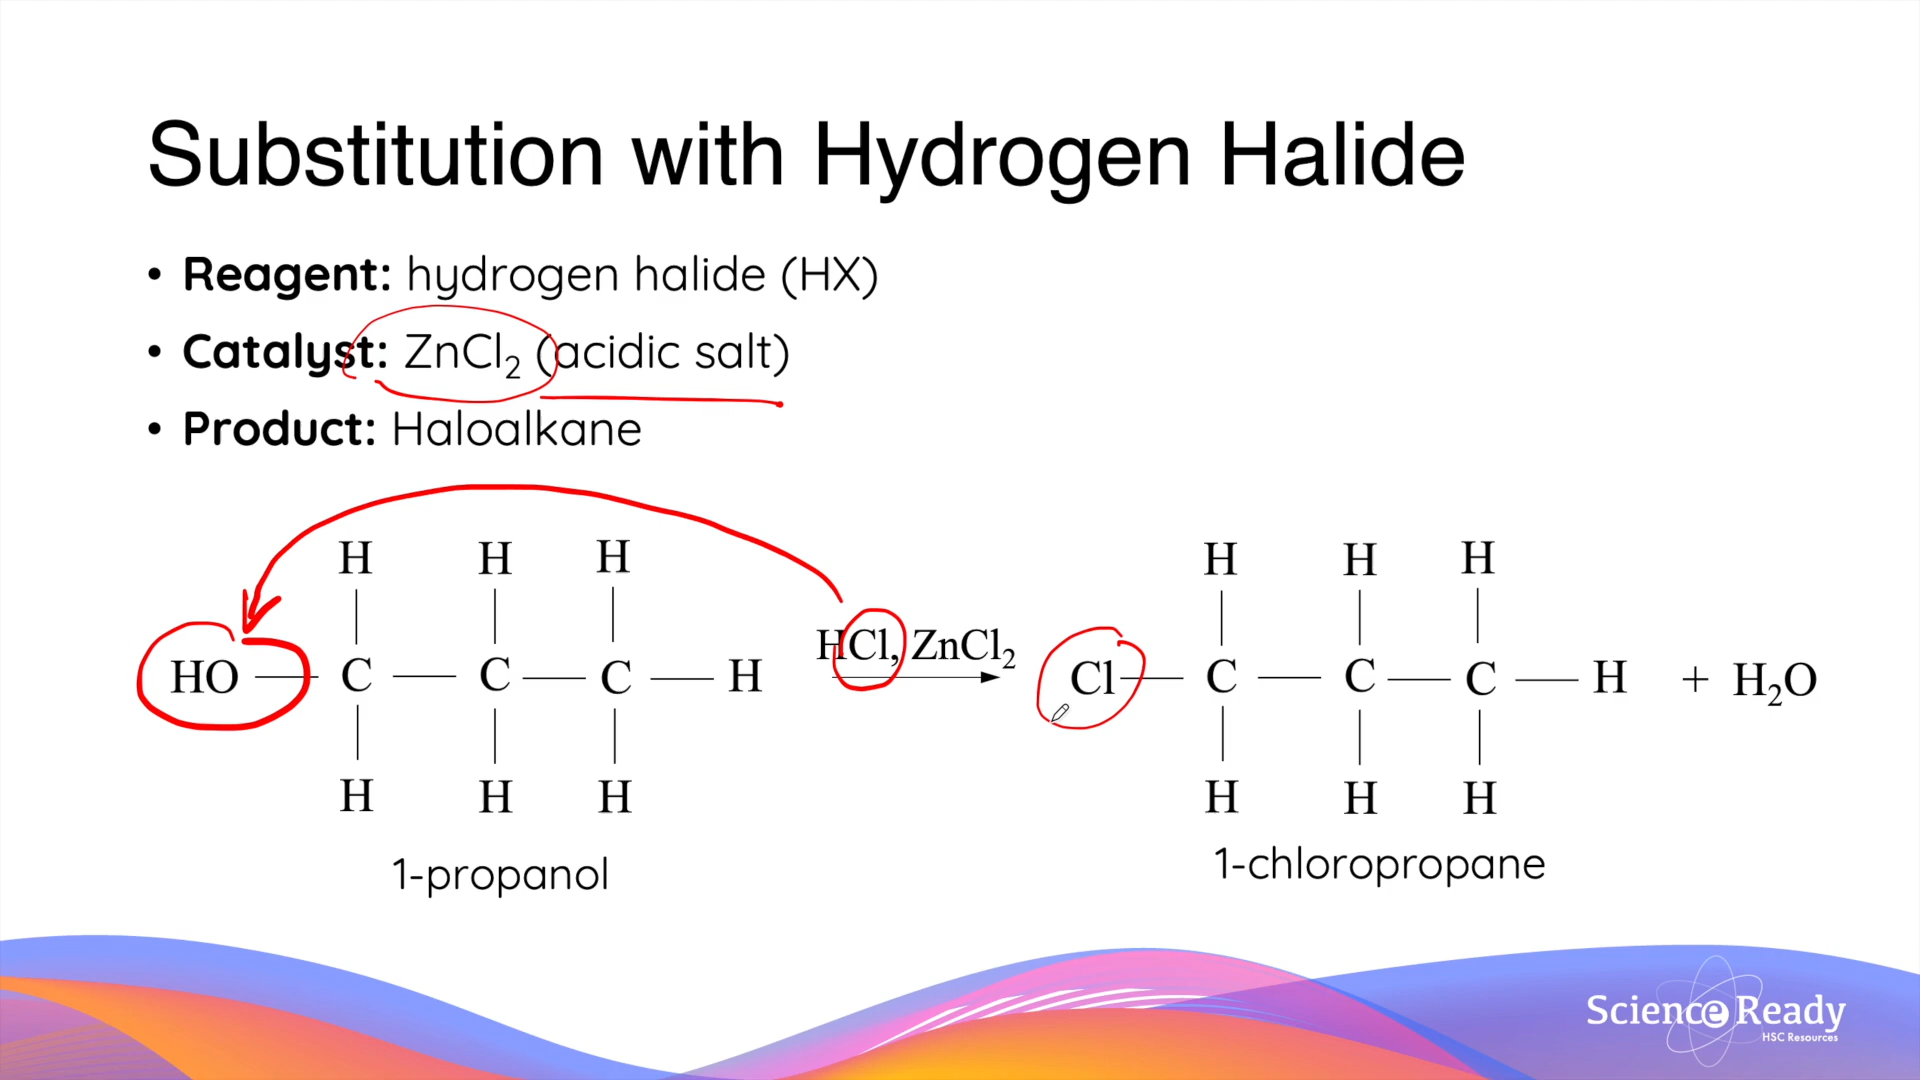 Substitution with Hydrogen Halide
• Reagent: hydrogen halide (HX)
• Catalyst: ZnCl₂ (acidic salt)
• Product: Haloalkane
H H H H H H
HCl, ZnCl₂
HO C C C H Cl C C C H + H₂O
H H H H H H
1-propanol 1-chloropropane
Science Ready
HSC Resources